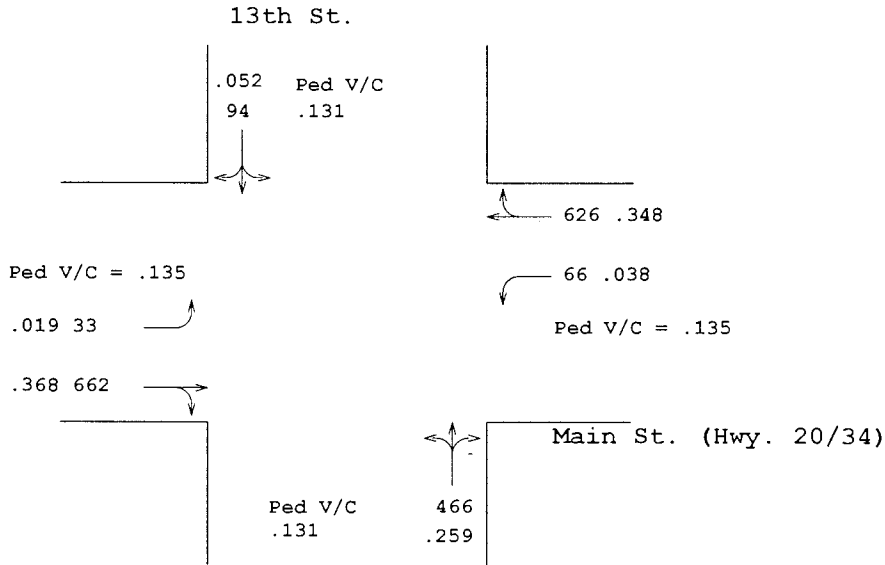 13th St.
.052 Ped V/C
94 .131
626 .348
Ped V/C = .135
66 .038
.019 33
Ped V/C = .135
.368 662
Main St. (Hwy. 20/34)
Ped V/C 466
.131 .259